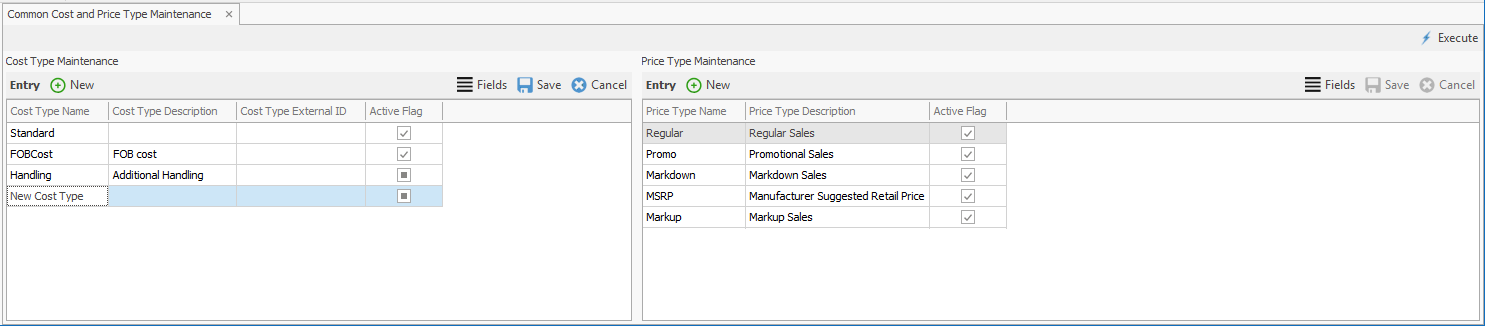 Common Cost and Price Type Maintenance
Execute
Cost Type Maintenance
Entry New Fields Save Cancel
Cost Type Name Cost Type Description Cost Type External ID Active Flag
Standard
FOBCost FOB cost
Handling Additional Handling
New Cost Type
Price Type Maintenance
Entry New Fields Save Cancel
Price Type Name Price Type Description Active Flag
Regular Regular Sales
Promo Promotional Sales
Markdown Markdown Sales
MSRP Manufacturer Suggested Retail Price
Markup Markup Sales